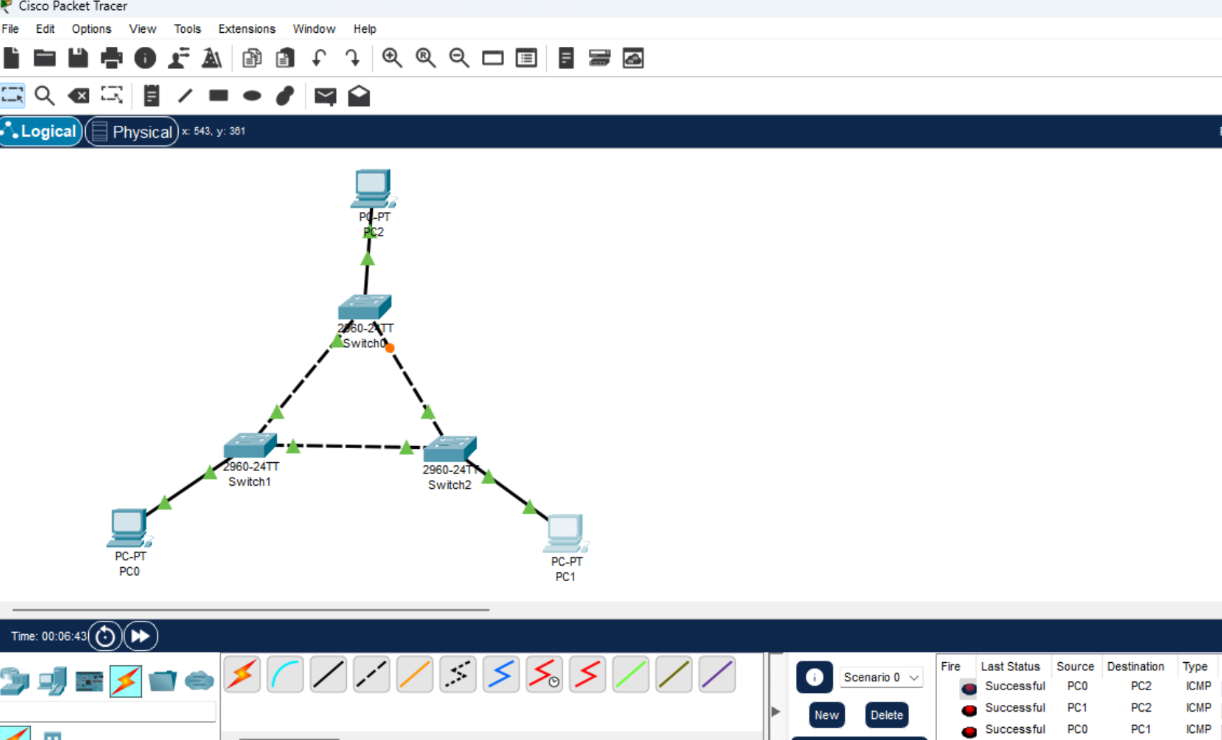 Cisco Packet Tracer
File Edit Options View Tools Extensions Window Help
Logical Physical x: 543, y: 361
PC-PT
PC2
2960-24TT
Switch0
2960-24TT
Switch1
2960-24TT
Switch2
PC-PT
PC0
PC-PT
PC1
Time: 00:06:43
Scenario 0
New Delete
Fire Last Status Source Destination Type
Successful PC0 PC2 ICMP
Successful PC1 PC2 ICMP
Successful PC0 PC1 ICMP